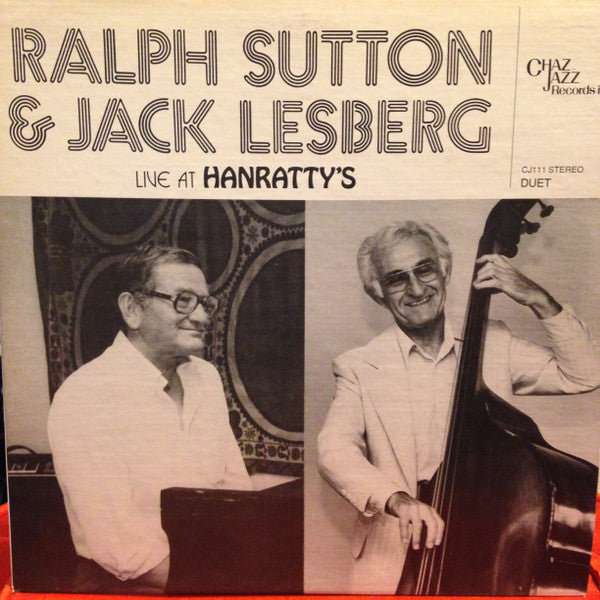 RALPH SUTTON
& JACK LESBERG
LIVE AT HANRATTY'S
CHAZ
JAZZ
Records
CJ111 STEREO
DUET